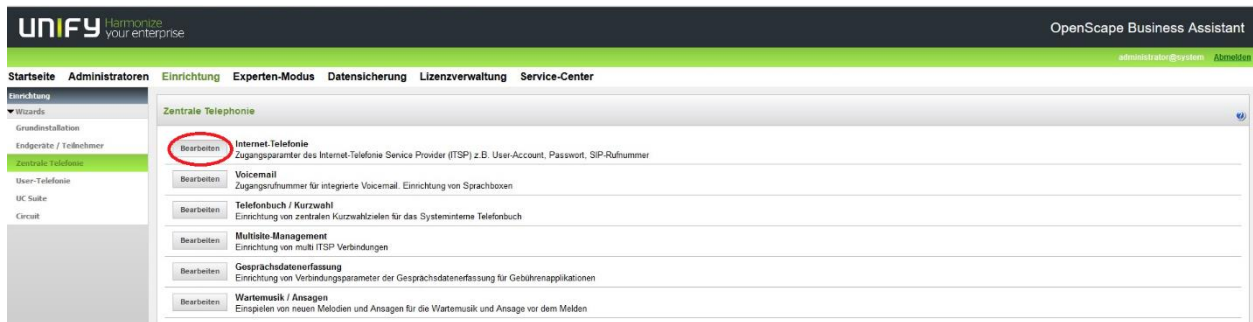 UNIFY Harmonize
your enterprise
OpenScape Business Assistant
administrator@system Abmelden
Startseite Administratoren Einrichtung Experten-Modus Datensicherung Lizenzverwaltung Service-Center
Einrichtung
Wizards
Grundinstallation
Endgeräte / Teilnehmer
Zentrale Telefonie
User-Telefonie
UC Suite
Circuit
Zentrale Telephonie
Bearbeiten
Internet-Telefonie
Zugangsparamter des Internet-Telefonie Service Provider (ITSP) z.B. User-Account, Passwort, SIP-Rufnummer
Bearbeiten
Voicemail
Zugangsrufnummer für integrierte Voicemail. Einrichtung von Sprachboxen
Bearbeiten
Telefonbuch / Kurzwahl
Einrichtung von zentralen Kurzwahlzielen für das Systeminterne Telefonbuch
Bearbeiten
Multisite-Management
Einrichtung von multi ITSP Verbindungen
Bearbeiten
Gesprächsdatenerfassung
Einrichtung von Verbindungsparameter der Gesprächsdatenerfassung für Gebührenapplikationen
Bearbeiten
Wartemusik / Ansagen
Einspielen von neuen Melodien und Ansagen für die Wartemusik und Ansage vor dem Melden